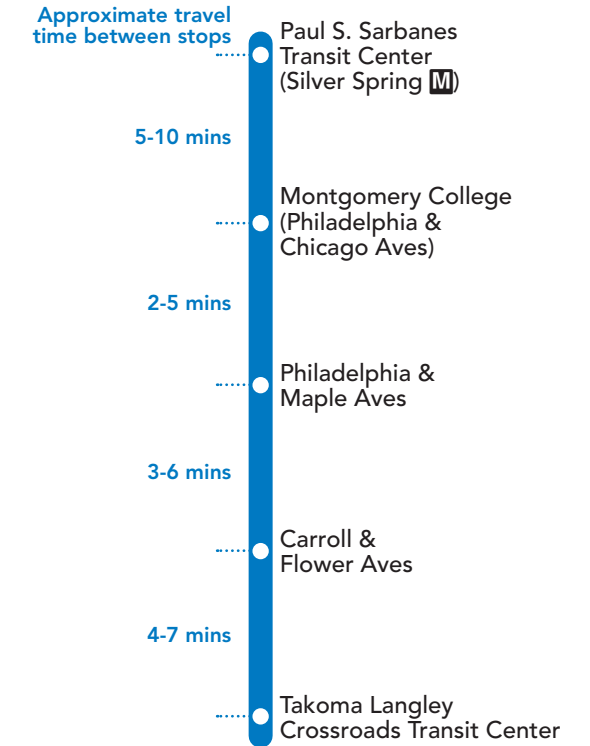 Approximate travel
time between stops
Paul S. Sarbanes
Transit Center
(Silver Spring M)
5-10 mins
Montgomery College
(Philadelphia &
Chicago Aves)
2-5 mins
Philadelphia &
Maple Aves
3-6 mins
Carroll &
Flower Aves
4-7 mins
Takoma Langley
Crossroads Transit Center